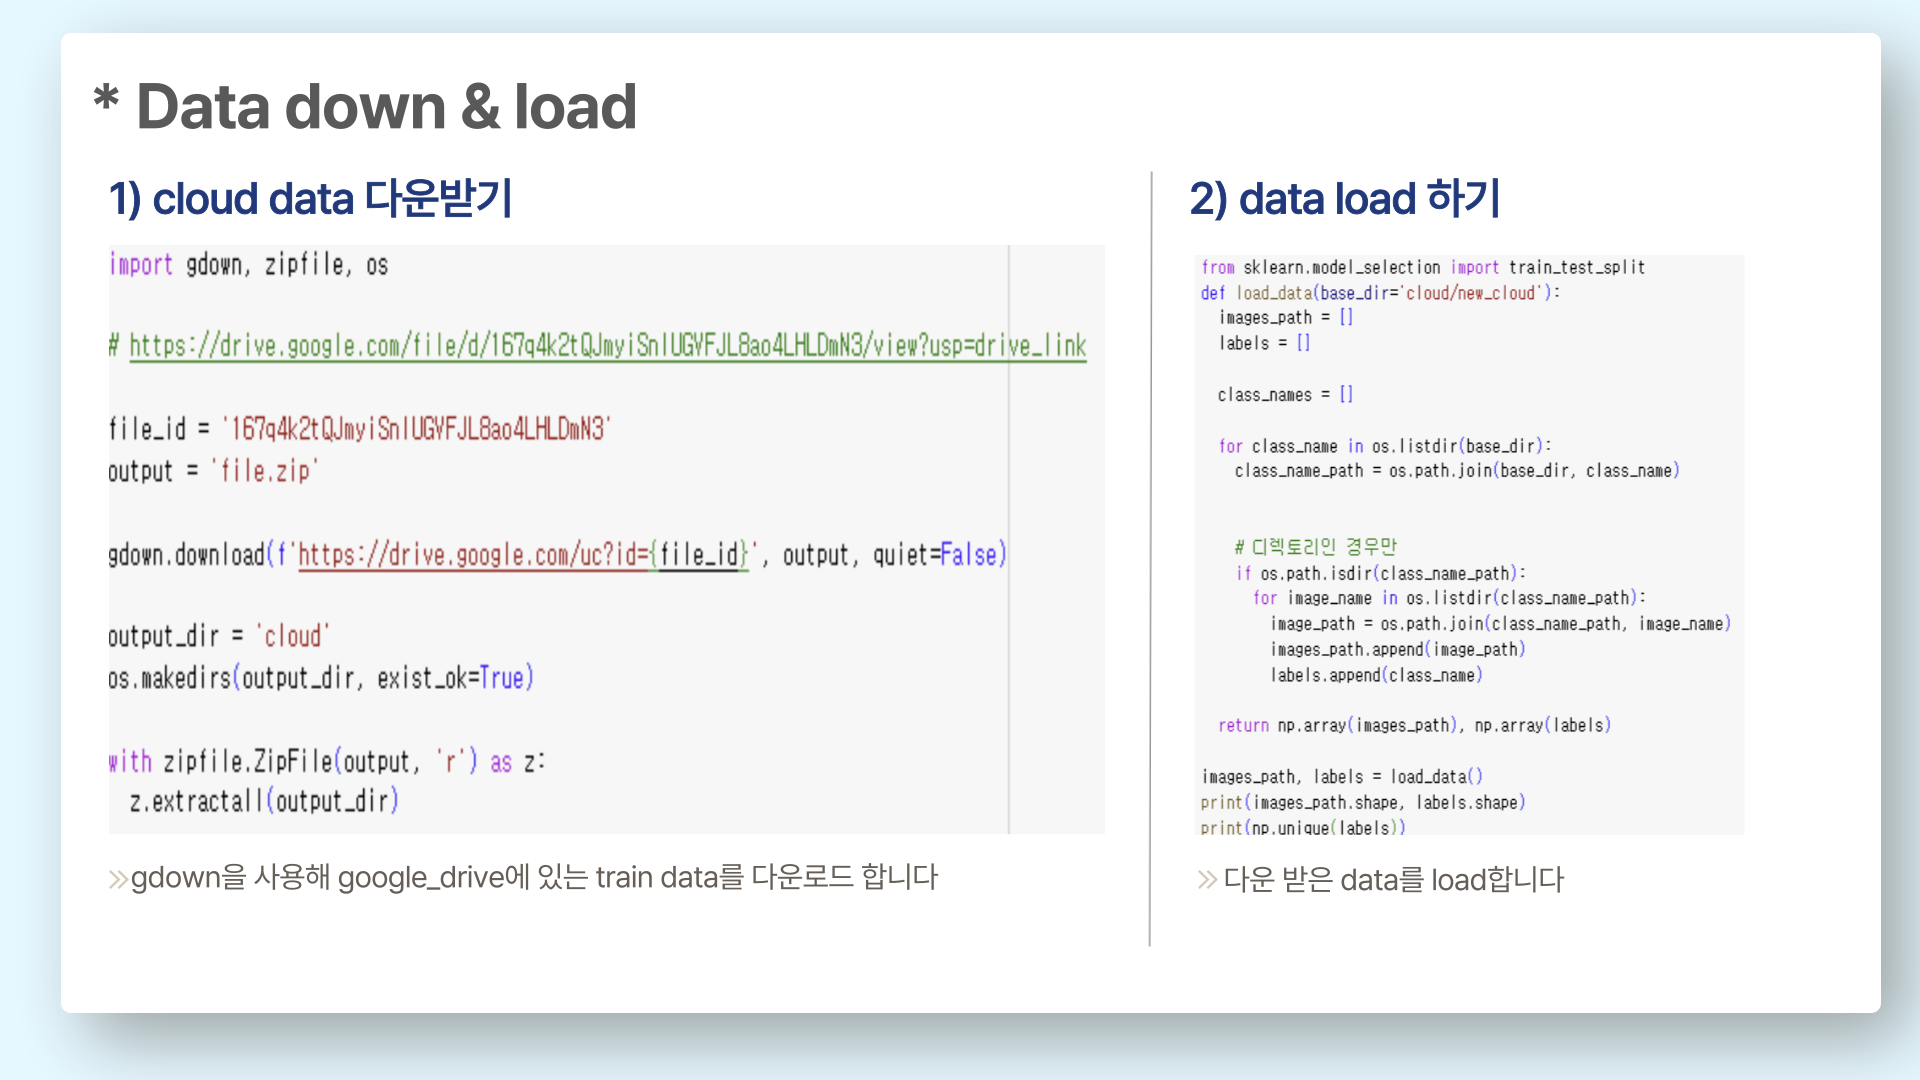 * Data down & load
1) cloud data 다운받기
import gdown, zipfile, os
# https://drive.google.com/file/d/167q4k2tQJmyiSnlUGVFJL8ao4LHLDmN3/view?usp=drive_link
file_id = '167q4k2tQJmyiSnlUGVFJL8ao4LHLDmN3'
output = 'file.zip'
gdown.download(f'https://drive.google.com/uc?id={file_id}', output, quiet=False)
output_dir = 'cloud'
os.makedirs(output_dir, exist_ok=True)
with zipfile.ZipFile(output, 'r') as z:
  z.extractall(output_dir)
»gdown을 사용해 google_drive에 있는 train data를 다운로드 합니다
2) data load 하기
from sklearn.model_selection import train_test_split
def load_data(base_dir='cloud/new_cloud'):
  images_path = []
  labels = []
  class_names = []
  for class_name in os.listdir(base_dir):
    class_name_path = os.path.join(base_dir, class_name)
    # 디렉토리인 경우만
    if os.path.isdir(class_name_path):
      for image_name in os.listdir(class_name_path):
        image_path = os.path.join(class_name_path, image_name)
        images_path.append(image_path)
        labels.append(class_name)
  return np.array(images_path), np.array(labels)
images_path, labels = load_data()
print(images_path.shape, labels.shape)
print(np.unique(labels))
» 다운 받은 data를 load합니다